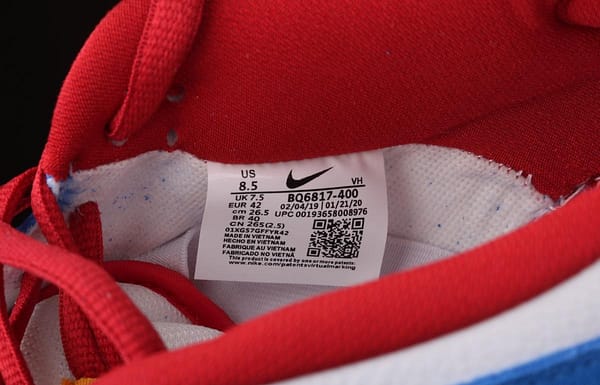 US VH
8.5 BQ6817-400
UK 7.5 02/04/19 | 01/21/20
EUR 42 UPC 00193658008976
cm 26.5
BR 40
CN 265(2.5)
01XG57GFFYK42
MADE IN VIETNAM
HECHO EN VIETNAM
FABRIQUE AU VIETNAM
FABRICADO NO VIETNÃ
This product is covered by one or more patents.
www.nike.com/patentsvirtualmarking